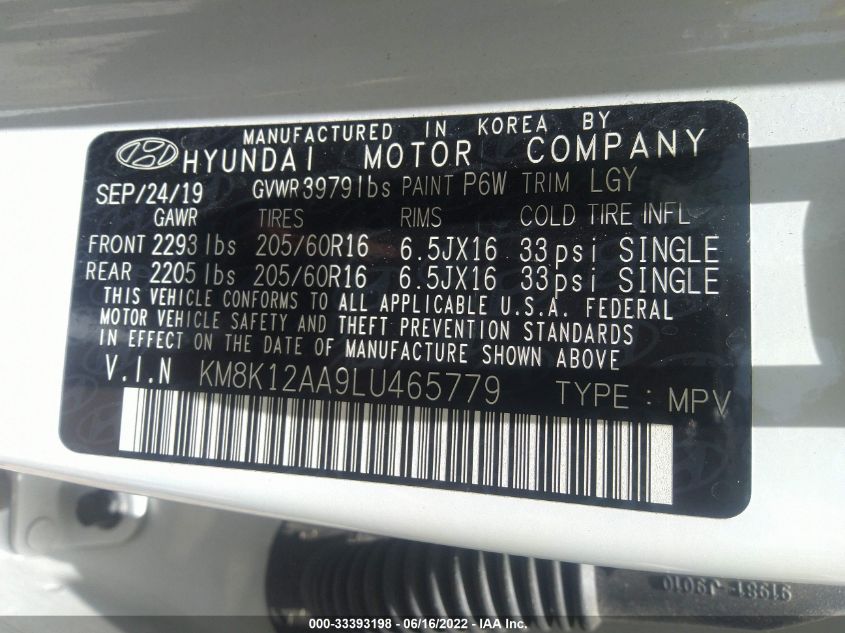 MANUFACTURED IN KOREA BY
HYUNDAI MOTOR COMPANY
SEP/24/19 GVWR 3979lbs PAINT P6W TRIM LGY
GAWR TIRES RIMS COLD TIRE INFL
FRONT 2293lbs 205/60R16 6.5JX16 33psi SINGLE
REAR 2205lbs 205/60R16 6.5JX16 33psi SINGLE
THIS VEHICLE CONFORMS TO ALL APPLICABLE U.S.A. FEDERAL
MOTOR VEHICLE SAFETY AND THEFT PREVENTION STANDARDS
IN EFFECT ON THE DATE OF MANUFACTURE SHOWN ABOVE.
V.I.N KM8K12AA9LU465779 TYPE : MPV
91981-J9010
000-33393198 - 06/16/2022 - IAAI Inc.